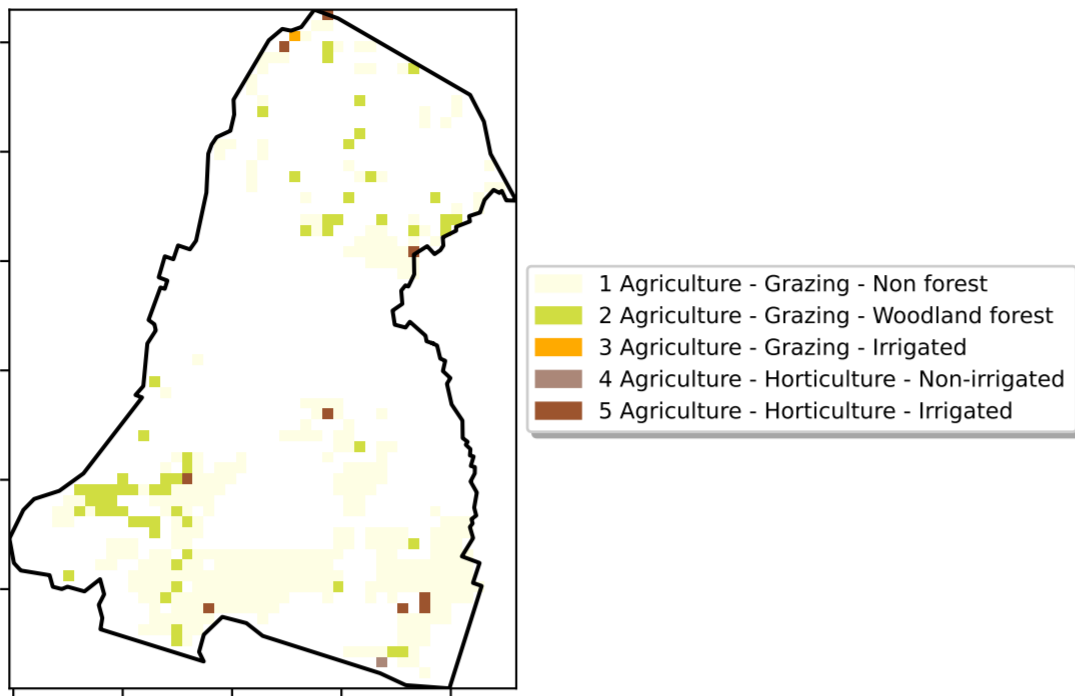 1 Agriculture - Grazing - Non forest
2 Agriculture - Grazing - Woodland forest
3 Agriculture - Grazing - Irrigated
4 Agriculture - Horticulture - Non-irrigated
5 Agriculture - Horticulture - Irrigated